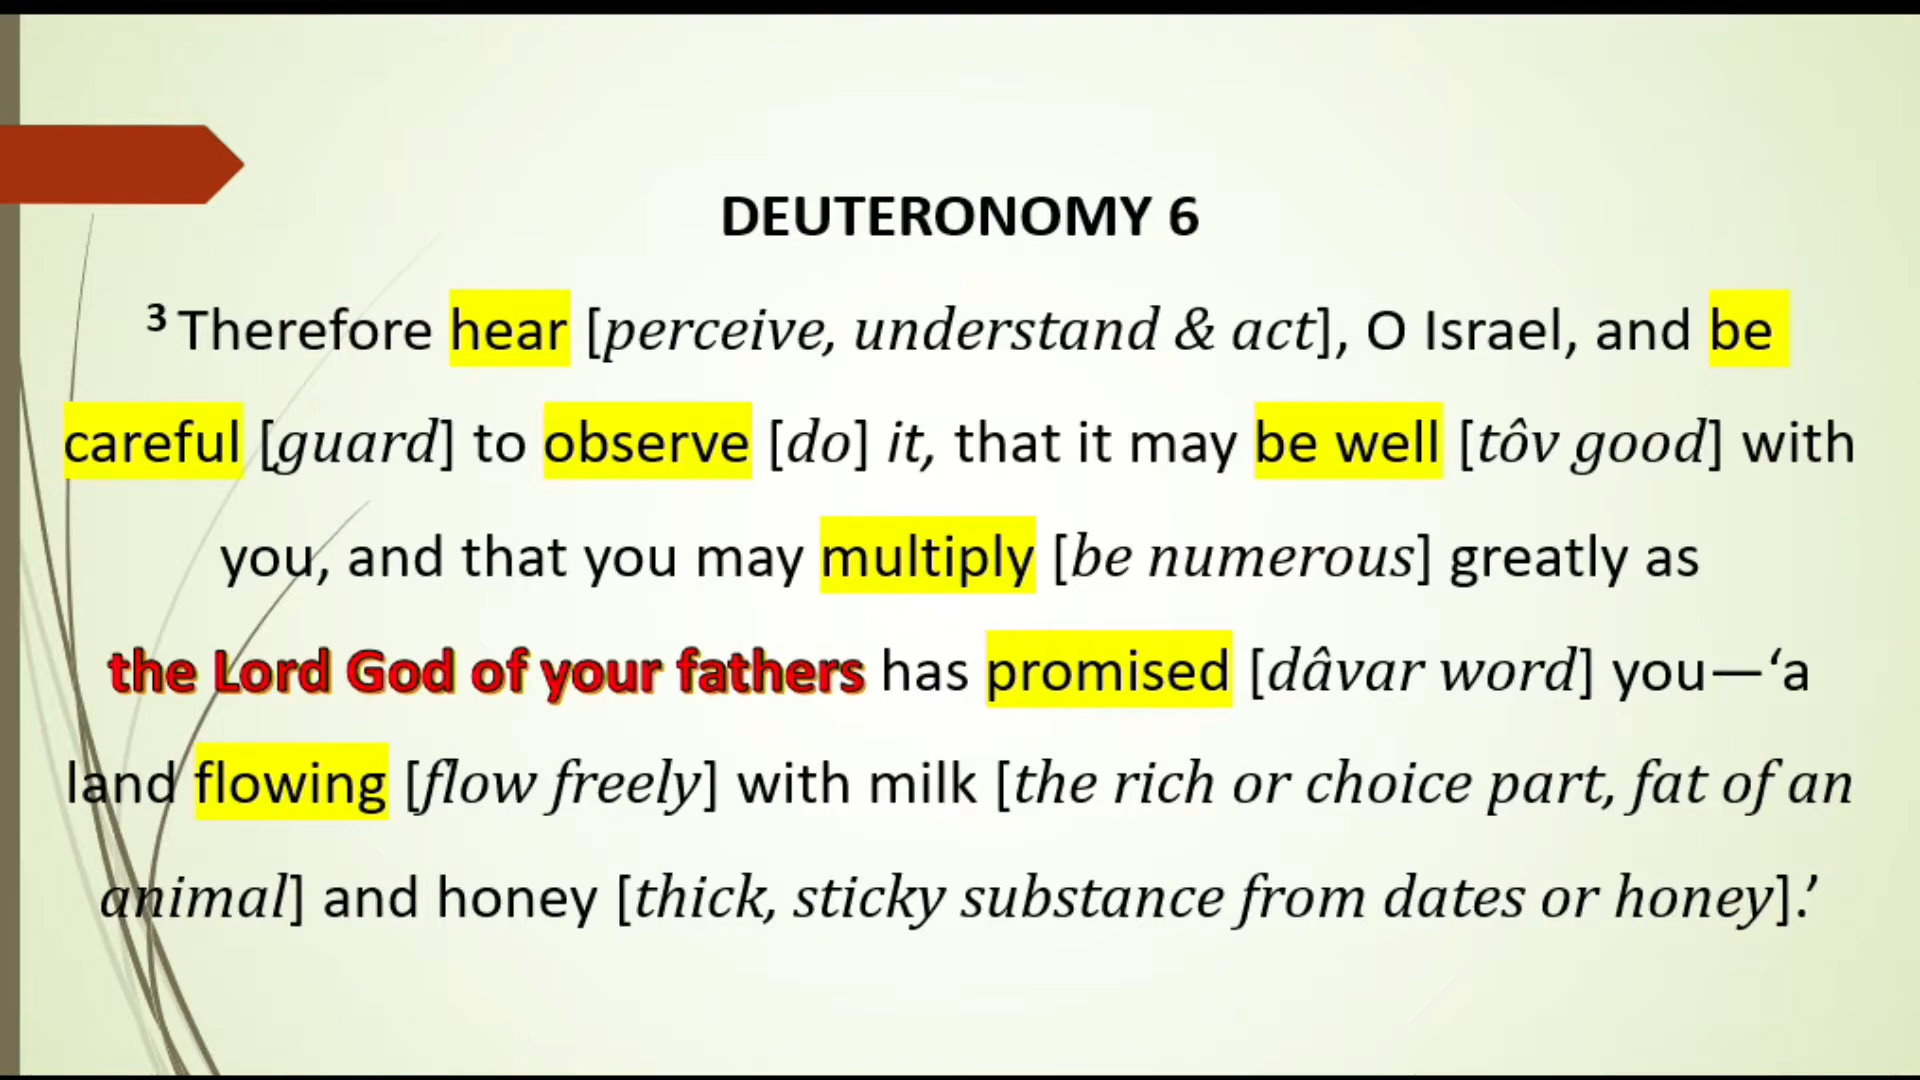 DEUTERONOMY 6
3 Therefore hear [perceive, understand & act], O Israel, and be
careful [guard] to observe [do] it, that it may be well [tôv good] with
you, and that you may multiply [be numerous] greatly as
the Lord God of your fathers has promised [dâvar word] you—‘a
land flowing [flow freely] with milk [the rich or choice part, fat of an
animal] and honey [thick, sticky substance from dates or honey].’